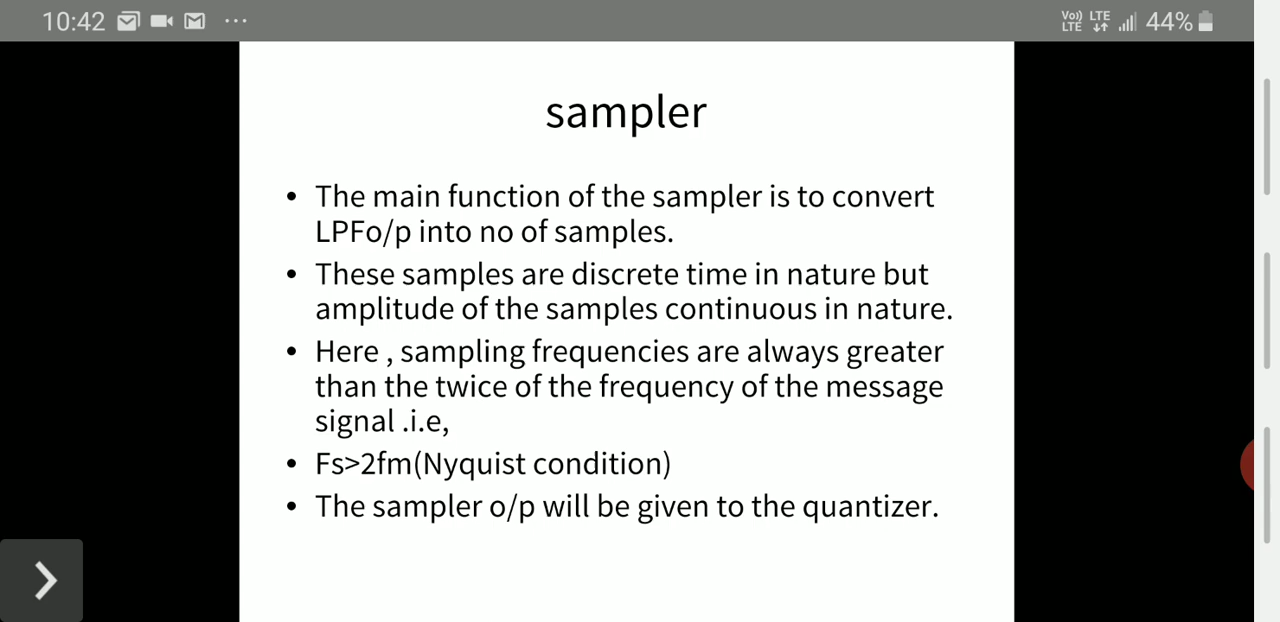 10:42 ... Vo)) LTE LTE 44%
sampler
• The main function of the sampler is to convert
LPFo/p into no of samples.
• These samples are discrete time in nature but
amplitude of the samples continuous in nature.
• Here , sampling frequencies are always greater
than the twice of the frequency of the message
signal .i.e,
• Fs>2fm(Nyquist condition)
• The sampler o/p will be given to the quantizer.